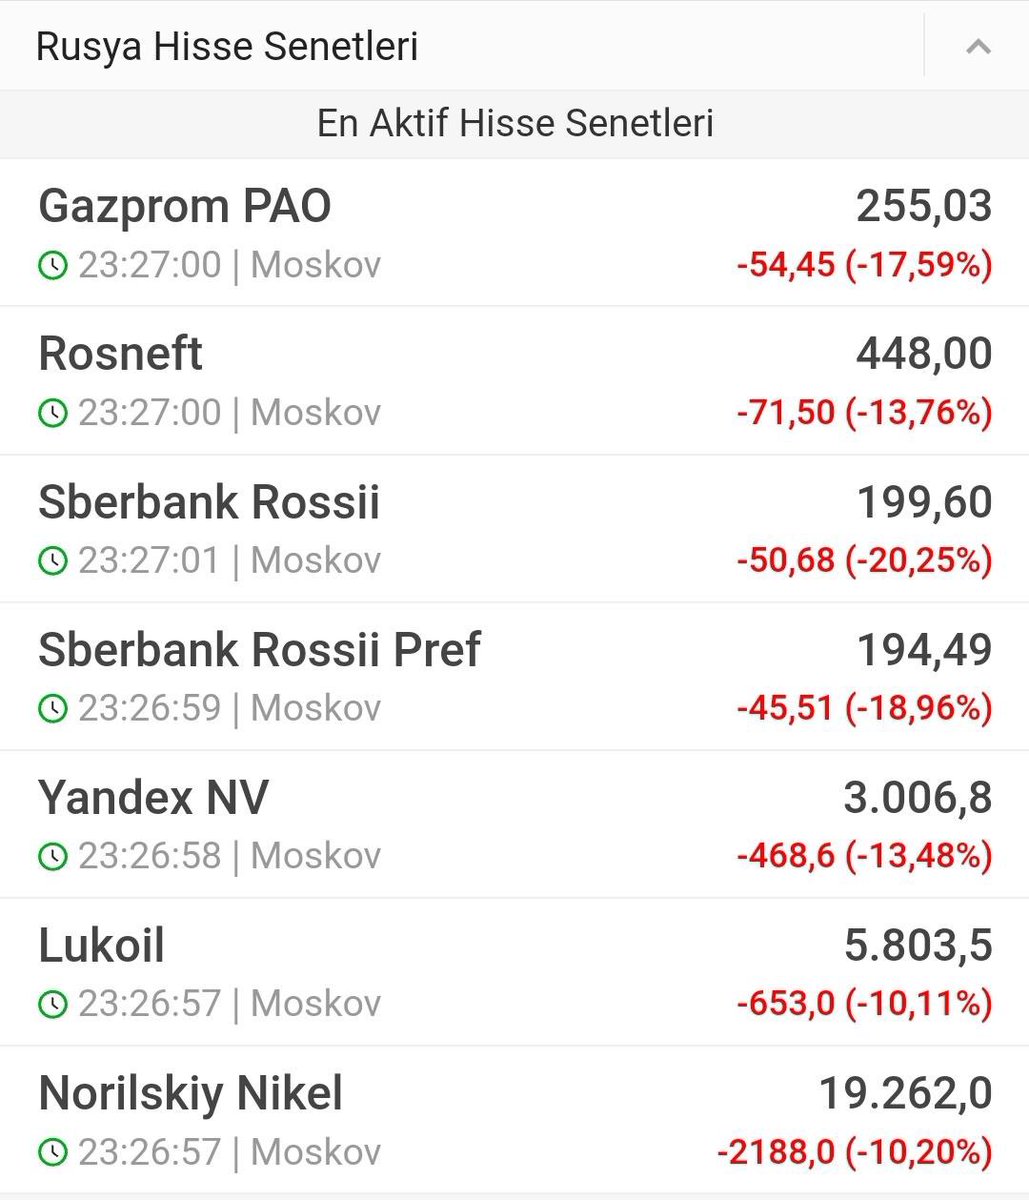 Rusya Hisse Senetleri
En Aktif Hisse Senetleri
Gazprom PAO 255,03
23:27:00 | Moskov -54,45 (-17,59%)
Rosneft 448,00
23:27:00 | Moskov -71,50 (-13,76%)
Sberbank Rossii 199,60
23:27:01 | Moskov -50,68 (-20,25%)
Sberbank Rossii Pref 194,49
23:26:59 | Moskov -45,51 (-18,96%)
Yandex NV 3.006,8
23:26:58 | Moskov -468,6 (-13,48%)
Lukoil 5.803,5
23:26:57 | Moskov -653,0 (-10,11%)
Norilskiy Nikel 19.262,0
23:26:57 | Moskov -2188,0 (-10,20%)